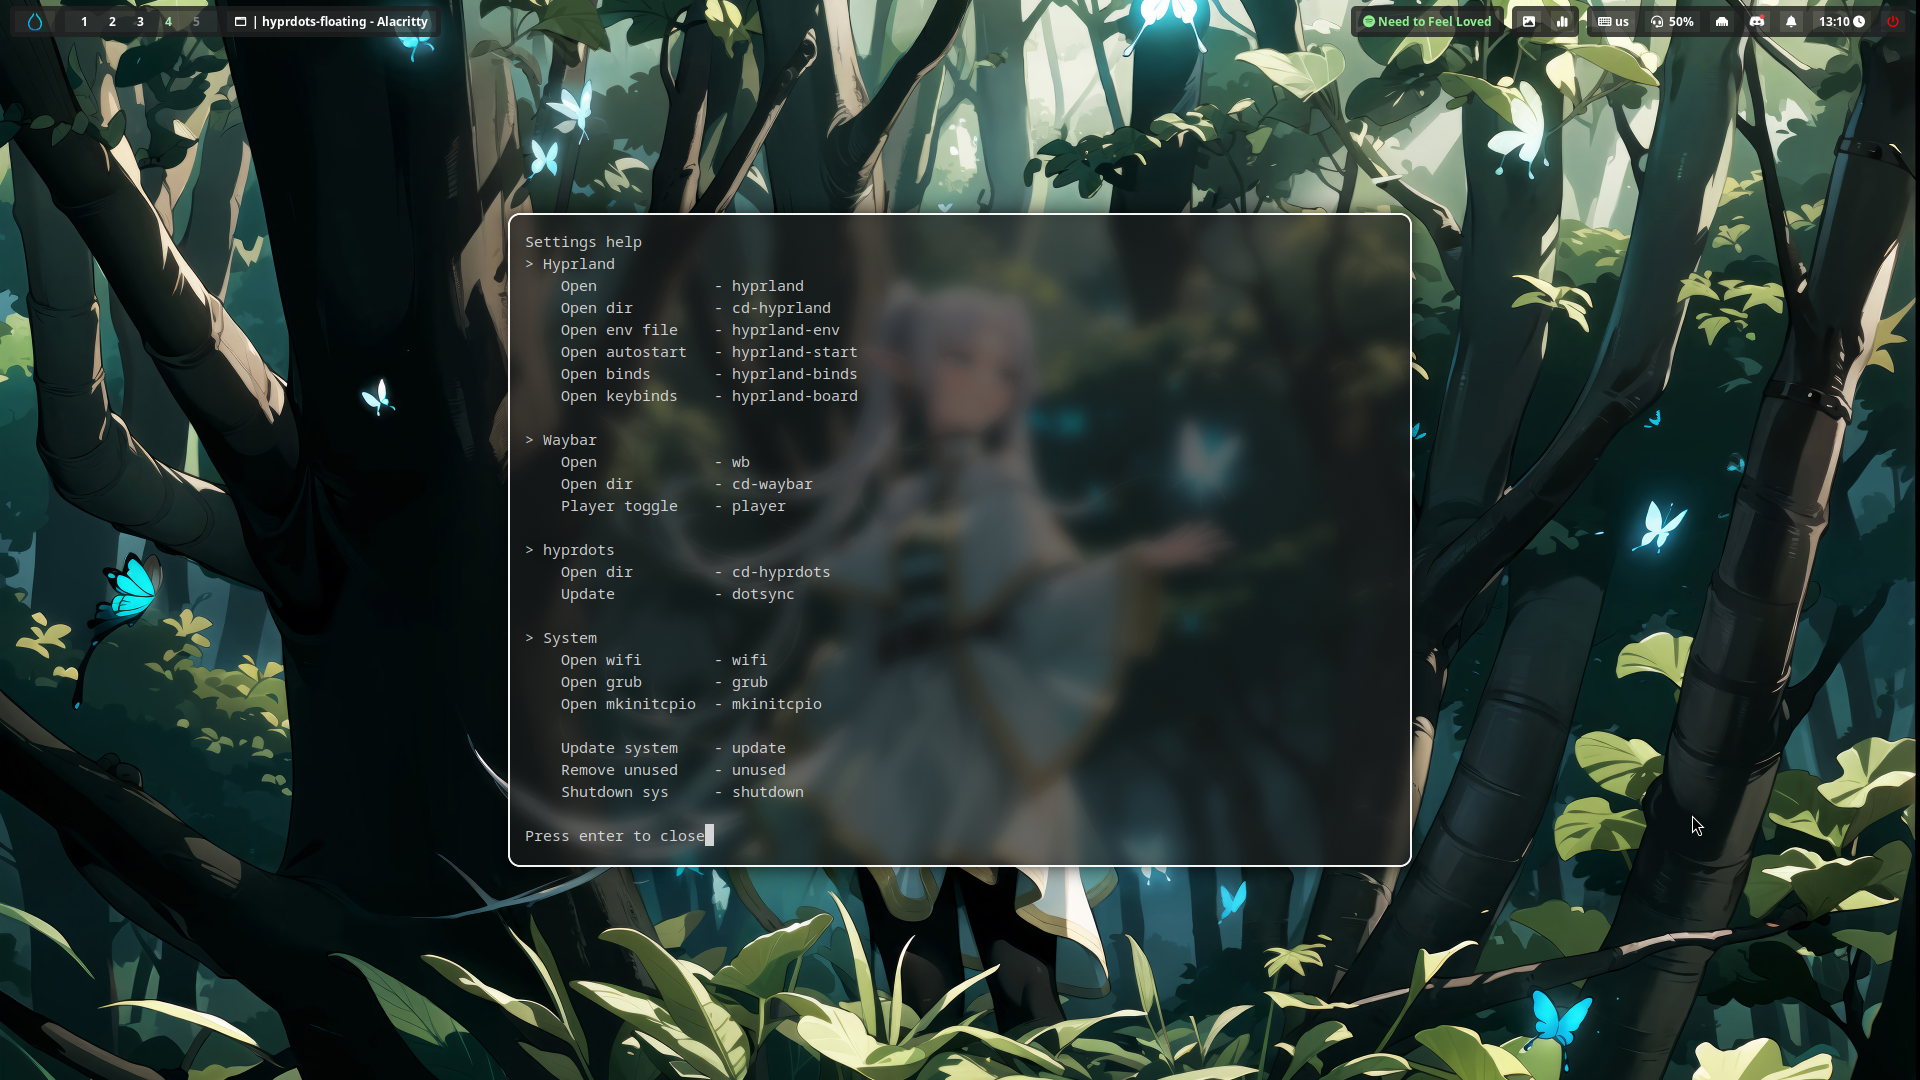 1 2 3 4 5 | hyprdots-floating - Alacritty Need to Feel Loved us 50% 13:10
Settings help
> Hyprland
Open - hyprland
Open dir - cd-hyprland
Open env file - hyprland-env
Open autostart - hyprland-start
Open binds - hyprland-binds
Open keybinds - hyprland-board
> Waybar
Open - wb
Open dir - cd-waybar
Player toggle - player
> hyprdots
Open dir - cd-hyprdots
Update - dotsync
> System
Open wifi - wifi
Open grub - grub
Open mkinitcpio - mkinitcpio
Update system - update
Remove unused - unused
Shutdown sys - shutdown
Press enter to close